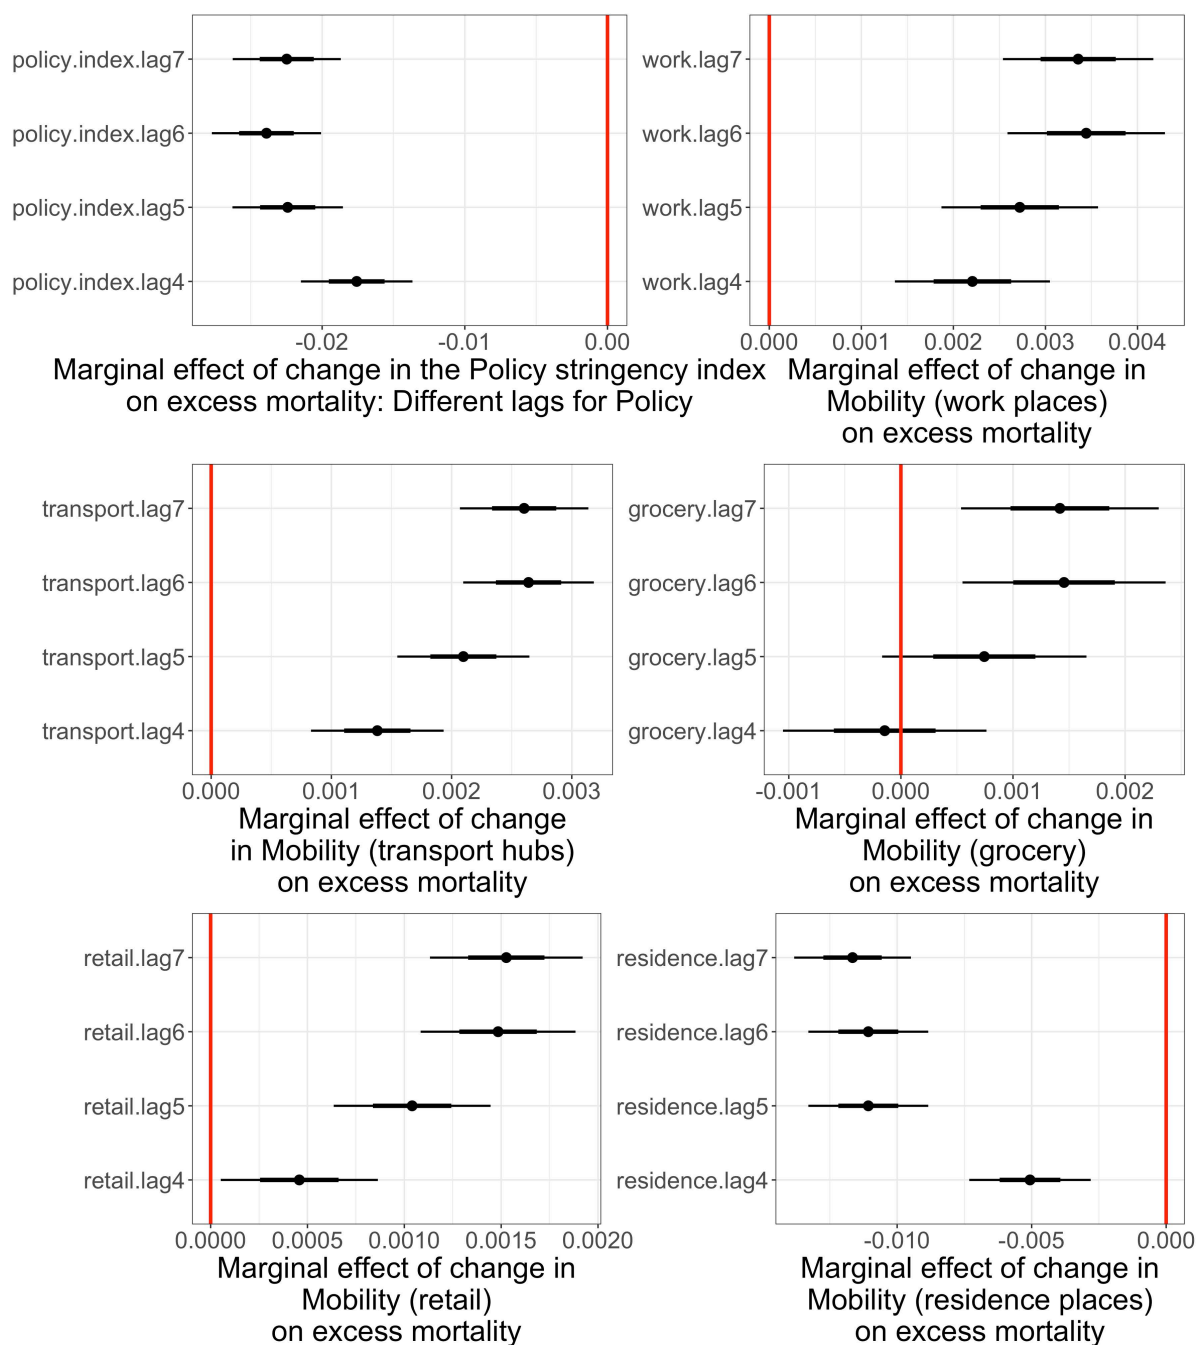 policy.index.lag7
policy.index.lag6
policy.index.lag5
policy.index.lag4
-0.02 -0.01 0.00
Marginal effect of change in the Policy stringency index
on excess mortality: Different lags for Policy
work.lag7
work.lag6
work.lag5
work.lag4
0.000 0.001 0.002 0.003 0.004
Marginal effect of change in
Mobility (work places)
on excess mortality
transport.lag7
transport.lag6
transport.lag5
transport.lag4
0.000 0.001 0.002 0.003
Marginal effect of change
in Mobility (transport hubs)
on excess mortality
grocery.lag7
grocery.lag6
grocery.lag5
grocery.lag4
-0.001 0.000 0.001 0.002
Marginal effect of change in
Mobility (grocery)
on excess mortality
retail.lag7
retail.lag6
retail.lag5
retail.lag4
0.0000 0.0005 0.0010 0.0015 0.0020
Marginal effect of change in
Mobility (retail)
on excess mortality
residence.lag7
residence.lag6
residence.lag5
residence.lag4
-0.010 -0.005 0.000
Marginal effect of change in
Mobility (residence places)
on excess mortality